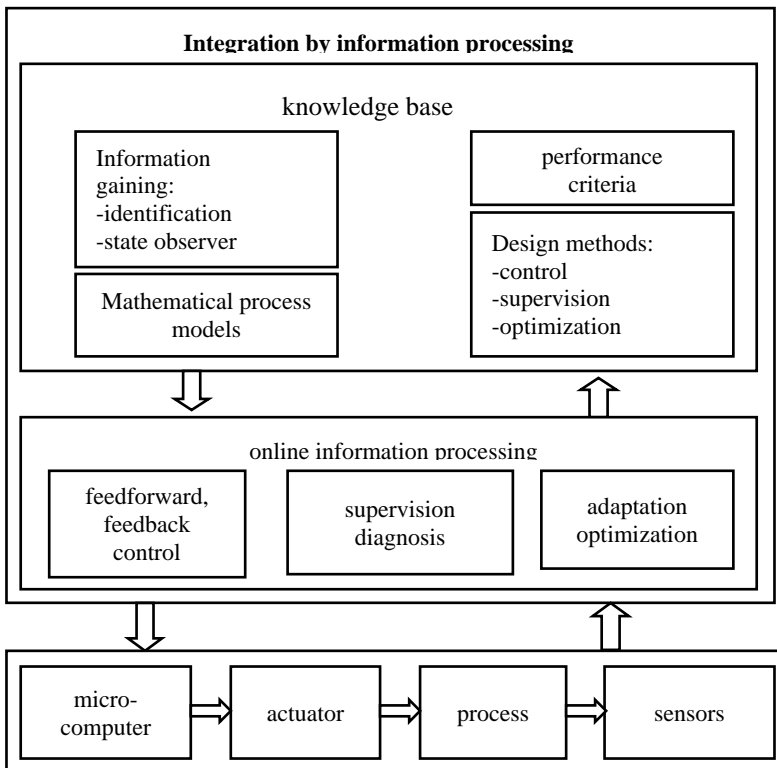 Integration by information processing
knowledge base
Information
gaining:
-identification
-state observer
Mathematical process
models
performance
criteria
Design methods:
-control
-supervision
-optimization
online information processing
feedforward,
feedback
control
supervision
diagnosis
adaptation
optimization
micro-
computer
actuator
process
sensors